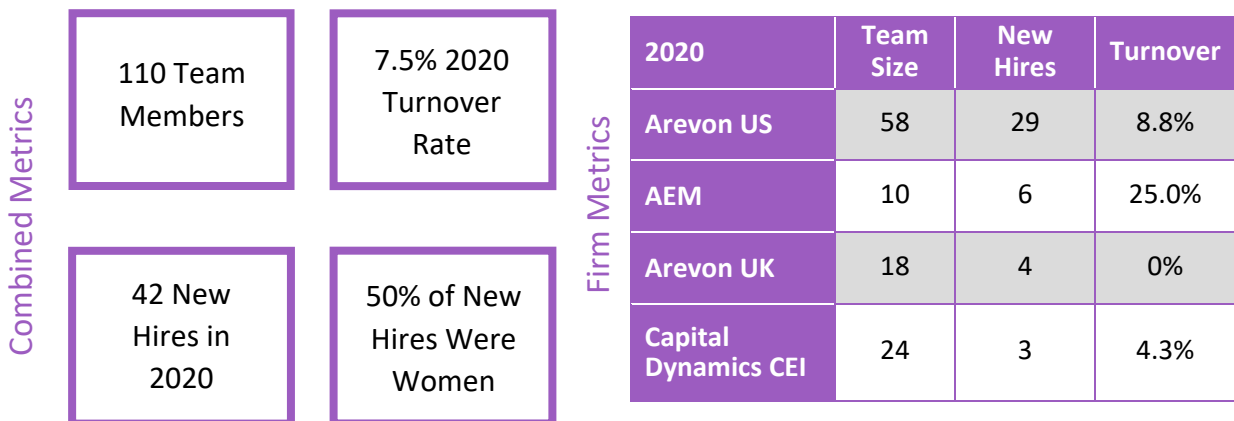 Combined Metrics
110 Team
Members
7.5% 2020
Turnover
Rate
42 New
Hires in
2020
50% of New
Hires Were
Women
Firm Metrics
2020 Team Size New Hires Turnover
Arevon US 58 29 8.8%
AEM 10 6 25.0%
Arevon UK 18 4 0%
Capital Dynamics CEI 24 3 4.3%